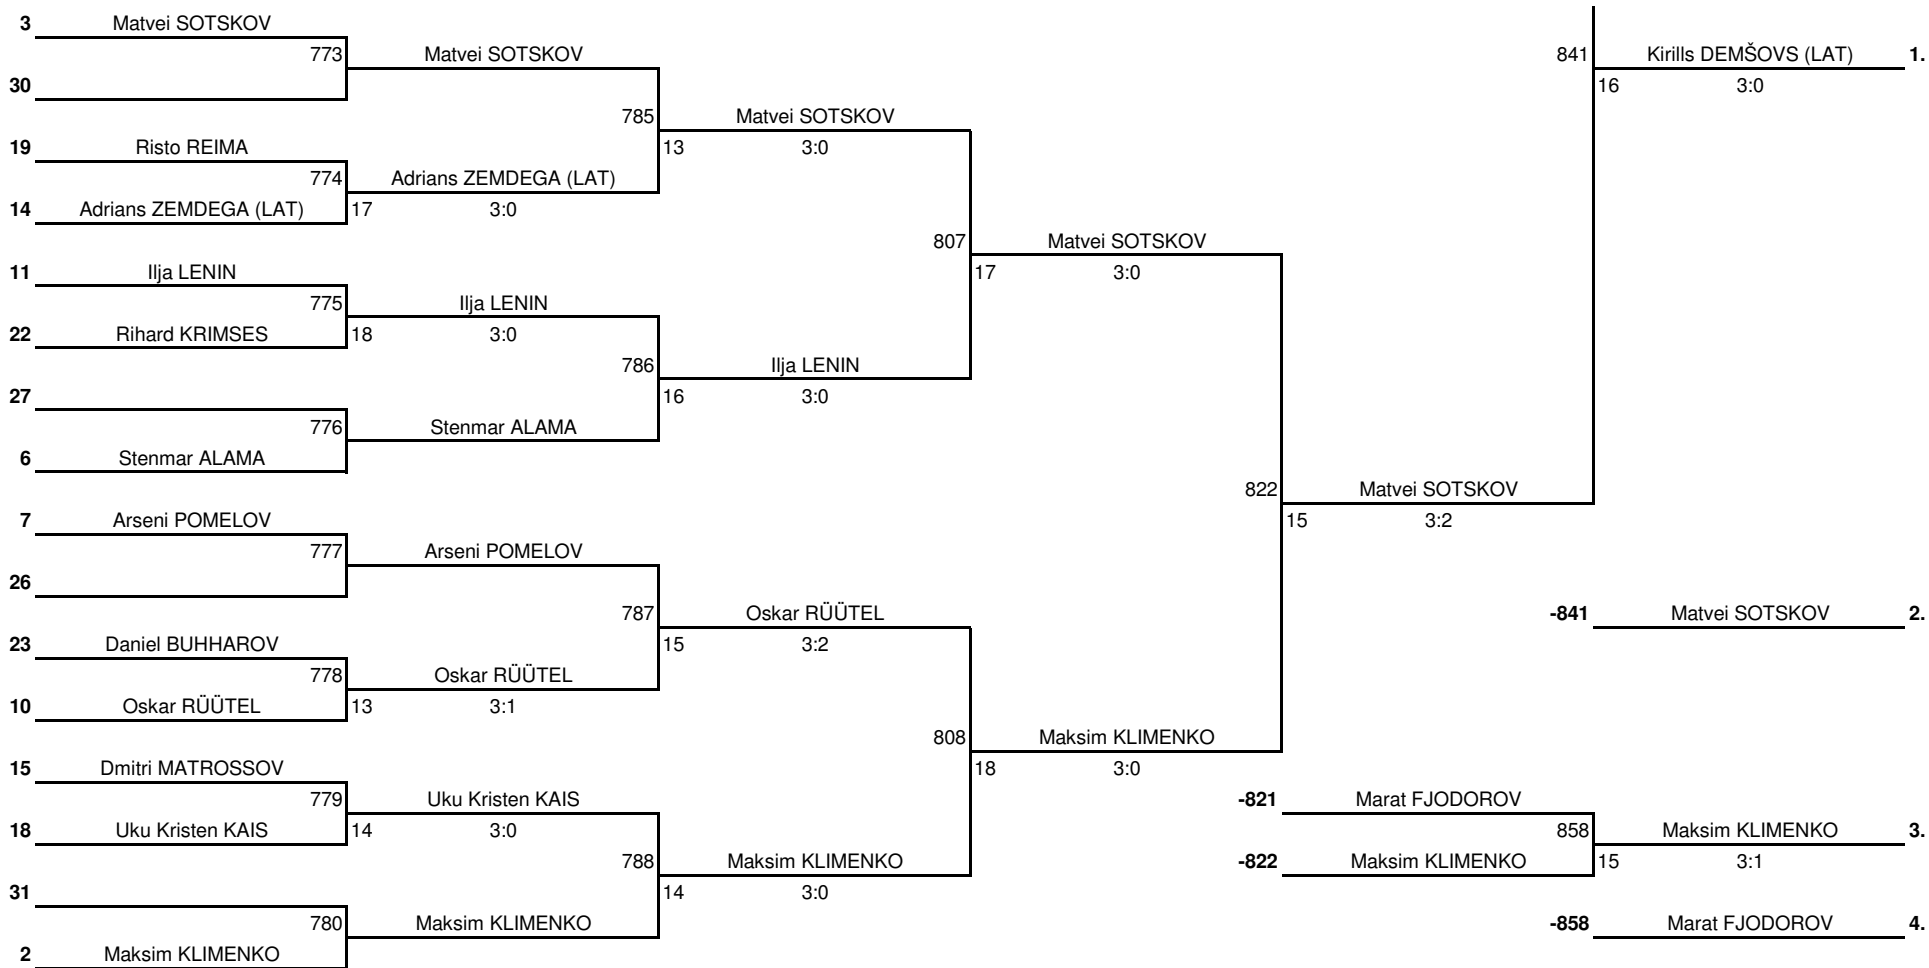 3 Matvei SOTSKOV
773 Matvei SOTSKOV 841 Kirills DEMŠOVS (LAT) 1.
30 16 3:0
785 Matvei SOTSKOV
19 Risto REIMA 13 3:0
774 Adrians ZEMDEGA (LAT)
14 Adrians ZEMDEGA (LAT) 17 3:0
807 Matvei SOTSKOV
11 Ilja LENIN 17 3:0
775 Ilja LENIN
22 Rihard KRIMSES 18 3:0
786 Ilja LENIN
27 16 3:0
776 Stenmar ALAMA
6 Stenmar ALAMA
822 Matvei SOTSKOV
7 Arseni POMELOV 15 3:2
777 Arseni POMELOV
26
787 Oskar RÜÜTEL -841 Matvei SOTSKOV 2.
23 Daniel BUHHAROV 15 3:2
778 Oskar RÜÜTEL
10 Oskar RÜÜTEL 13 3:1
808 Maksim KLIMENKO
15 Dmitri MATROSSOV 18 3:0
779 Uku Kristen KAIS -821 Marat FJODOROV
18 Uku Kristen KAIS 14 3:0 858 Maksim KLIMENKO 3.
788 Maksim KLIMENKO -822 Maksim KLIMENKO 15 3:1
31 14 3:0
780 Maksim KLIMENKO -858 Marat FJODOROV 4.
2 Maksim KLIMENKO